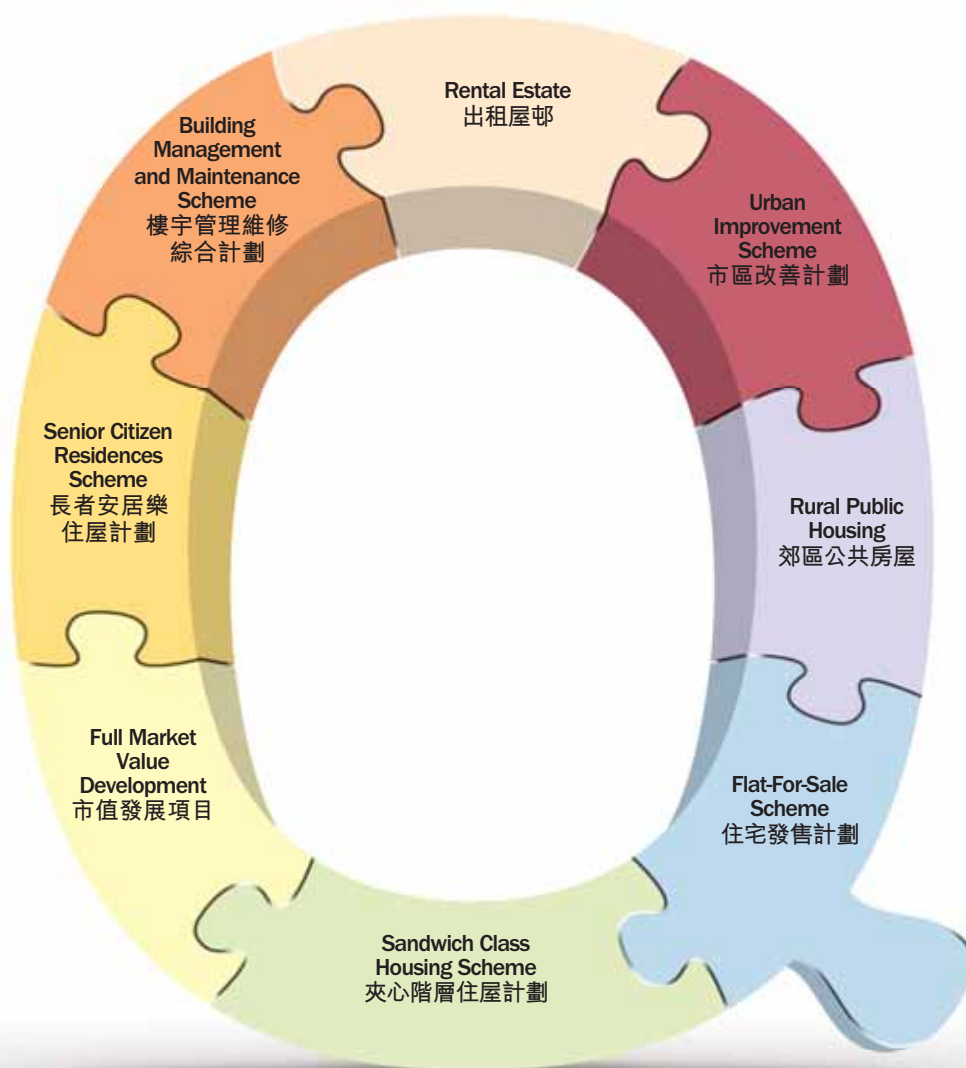 Rental Estate
出租屋邨
Urban
Improvement
Scheme
市區改善計劃
Rural Public
Housing
郊區公共房屋
Flat-For-Sale
Scheme
住宅發售計劃
Sandwich Class
Housing Scheme
夾心階層住屋計劃
Full Market
Value
Development
市值發展項目
Senior Citizen
Residences
Scheme
長者安居樂
住屋計劃
Building
Management
and Maintenance
Scheme
樓宇管理維修
綜合計劃